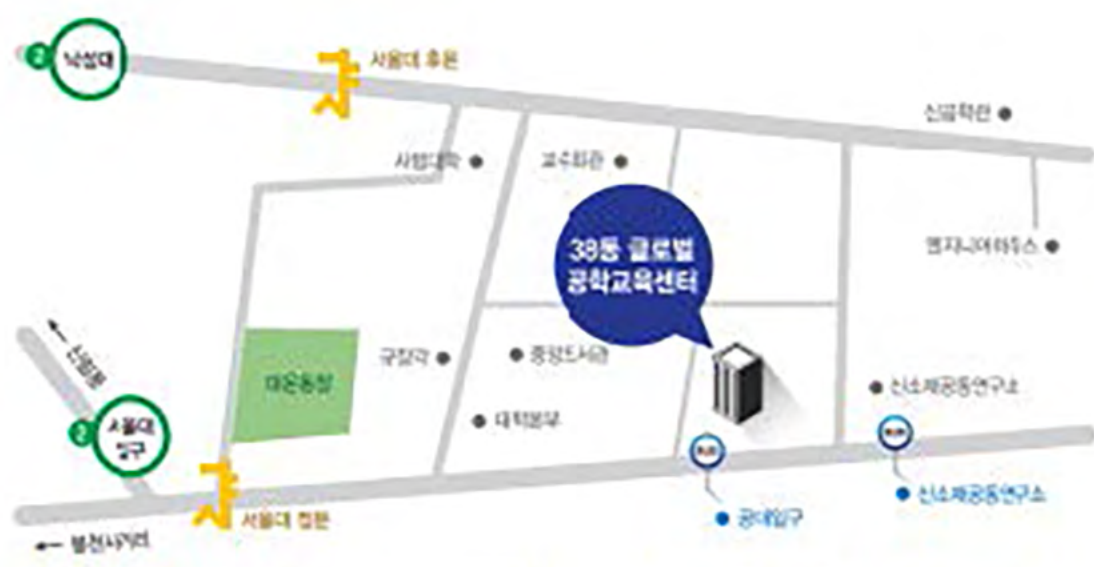 2
낙성대
서울대 후문
신공학관
사범대학
교수회관
38동 글로벌
공학교육센터
엔지니어하우스
신림동
규장각
중앙도서관
대운동장
신소재공동연구소
2
서울대
입구
대학본부
BUS
BUS
서울대 정문
공대입구
신소재공동연구소
봉천사거리